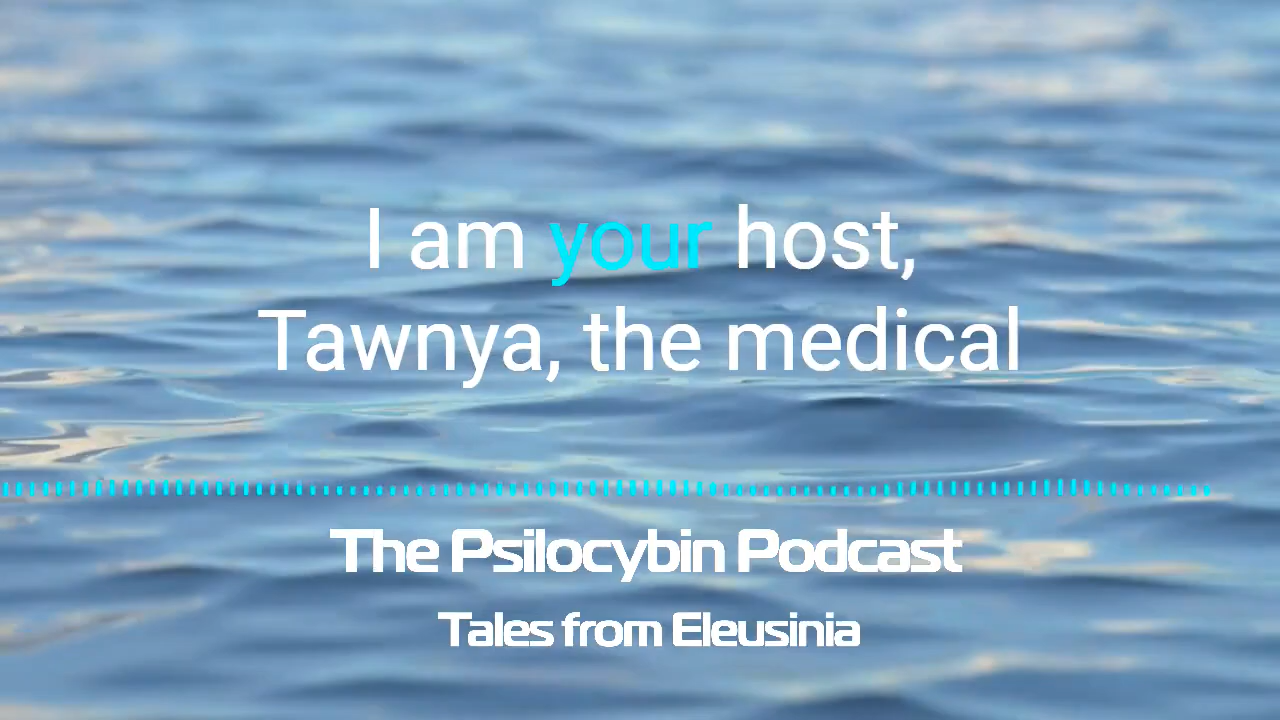 I am your host,
Tawnya, the medical
The Psilocybin Podcast
Tales from Eleusinia